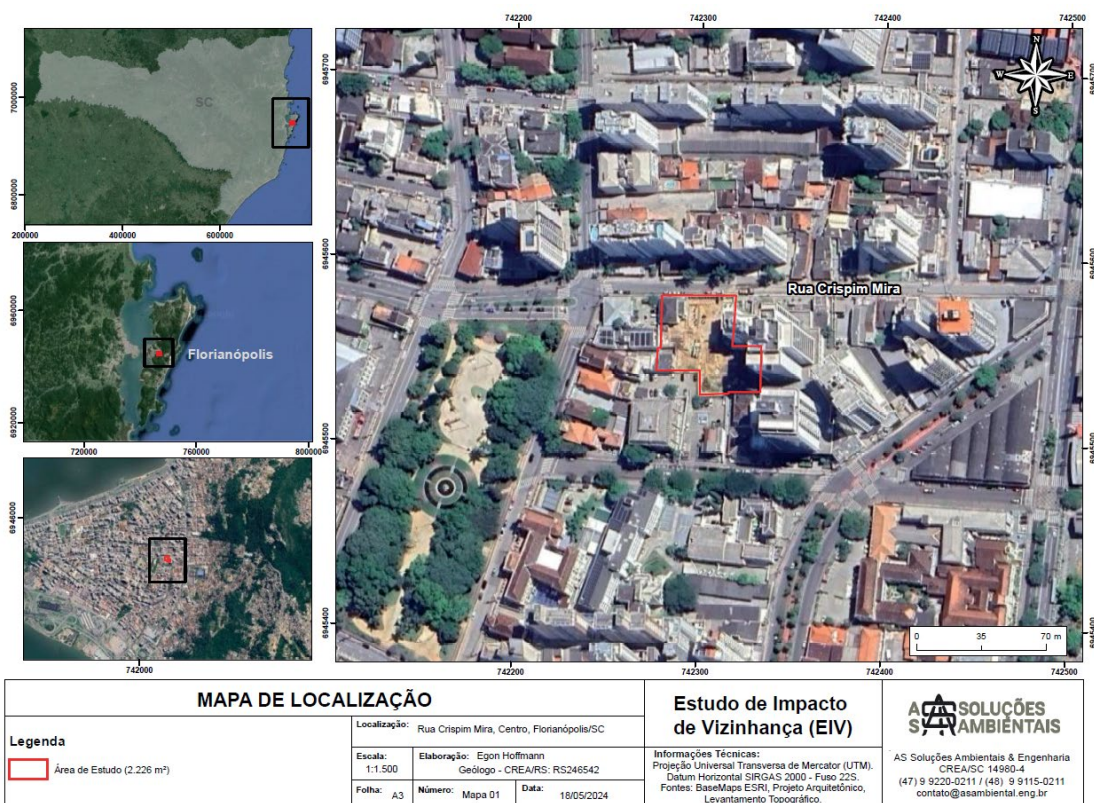 742200
742300
742400
742500
7000000
6800000
SC
200000
400000
600000
6960000
6920000
Florianópolis
720000
760000
800000
6946000
742000
6945700
6945600
6945500
6945400
6945700
6945600
6945500
6945400
N
W
E
S
Rua Crispim Mira
0 35 70 m
742200
742300
742400
742500
MAPA DE LOCALIZAÇÃO
Legenda
Área de Estudo (2.226 m²)
Localização: Rua Crispim Mira, Centro, Florianópolis/SC
Escala:
1:1.500
Elaboração: Egon Hoffmann
Geólogo - CREA/RS: RS246542
Folha: A3
Número: Mapa 01
Data:
18/05/2024
Estudo de Impacto
de Vizinhança (EIV)
Informações Técnicas:
Projeção Universal Transversa de Mercator (UTM).
Datum Horizontal SIRGAS 2000 - Fuso 22S.
Fontes: BaseMaps ESRI, Projeto Arquitetônico,
Levantamento Topográfico.
AS SOLUÇÕES
AMBIENTAIS
AS Soluções Ambientais & Engenharia
CREA/SC 14980-4
(47) 9 9220-0211 / (48) 9 9115-0211
contato@asambiental.eng.br